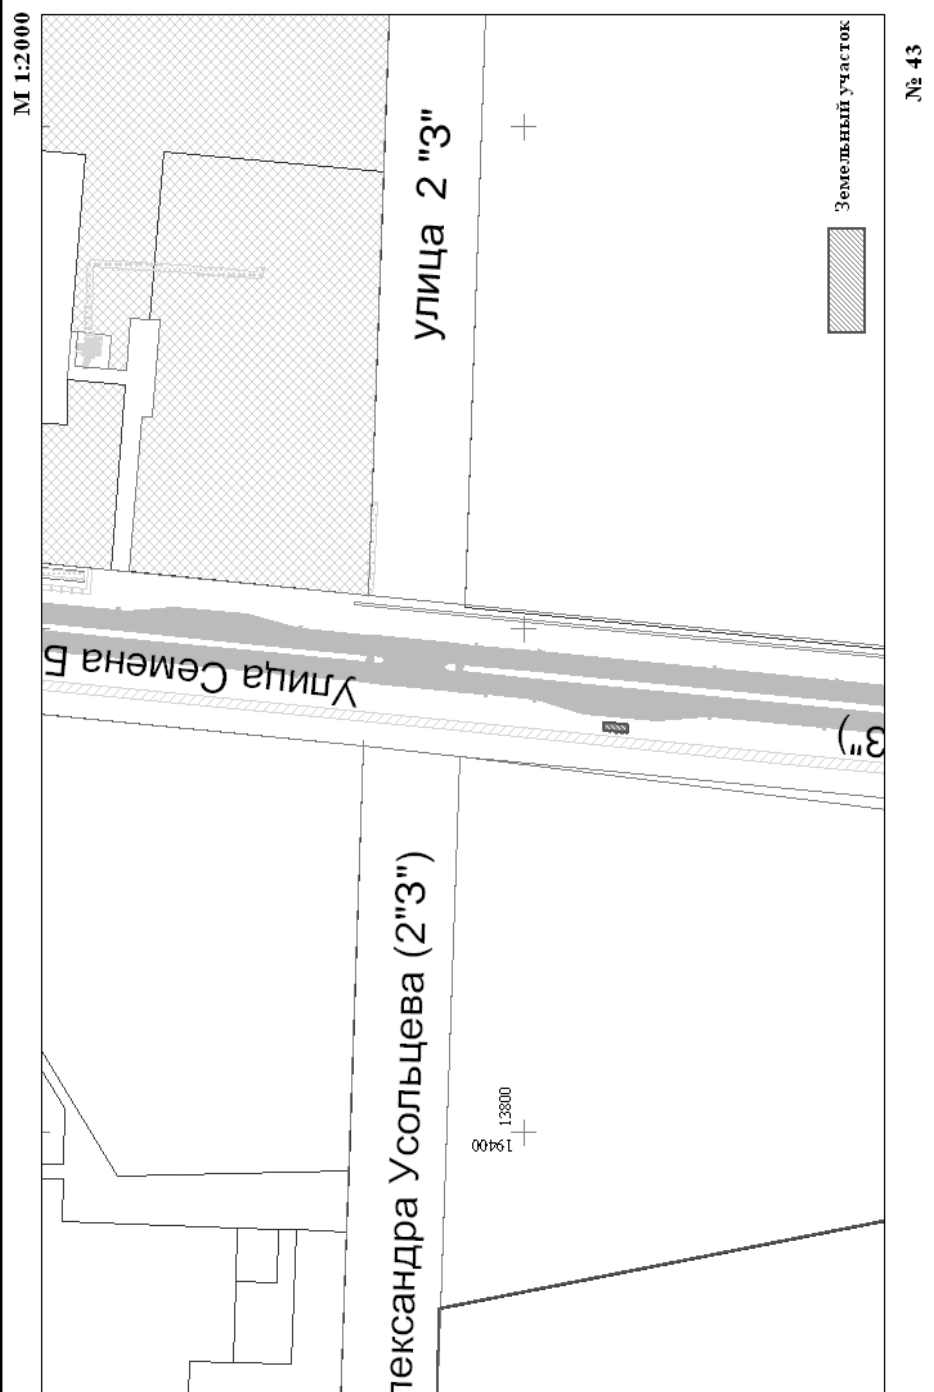 М 1:2000
№ 43
Земельный участок
улица 2 "З"
Улица Семена Б
З")
лександра Усольцева (2"З")
13800
19400